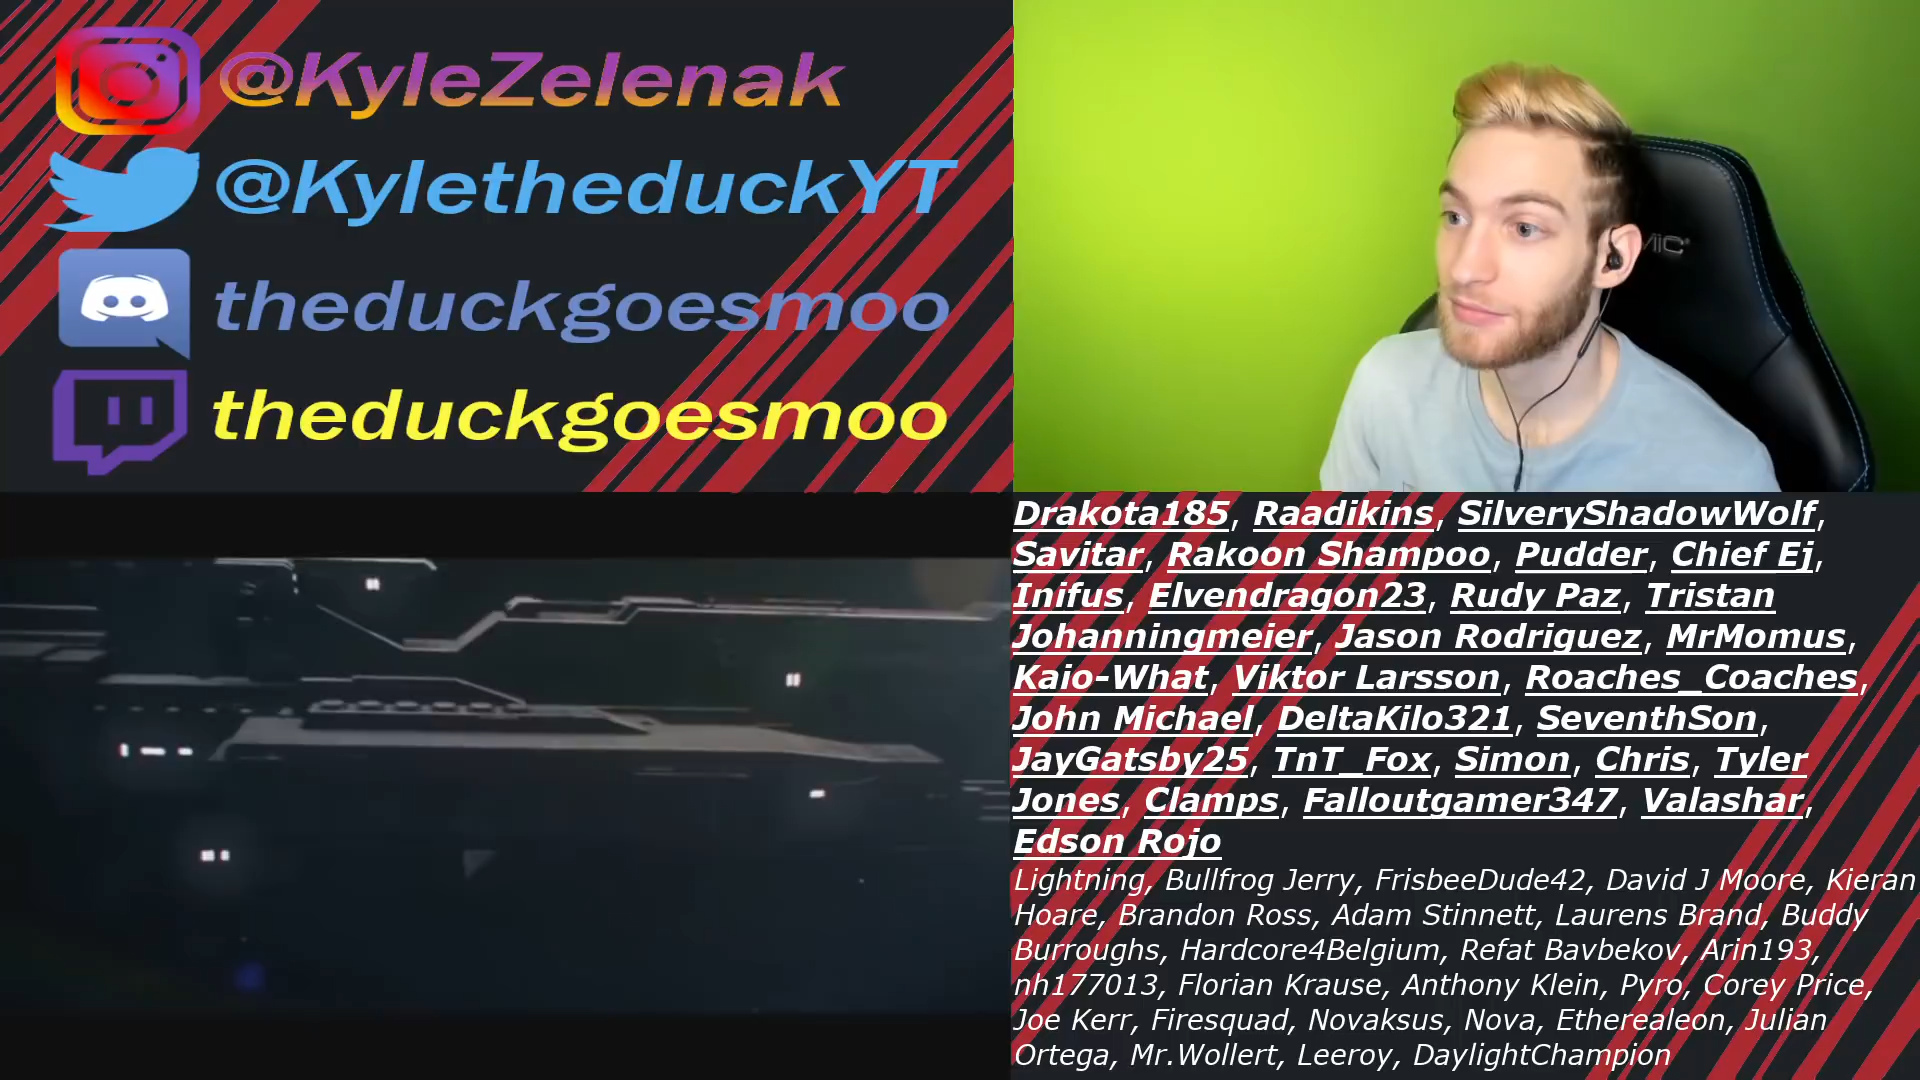 @KyleZelenak
@KyletheduckYT
theduckgoesmoo
theduckgoesmoo
Drakota185, Raadikins, SilveryShadowWolf,
Savitar, Rakoon Shampoo, Pudder, Chief Ej,
Inifus, Elvendragon23, Rudy Paz, Tristan
Johanningmeier, Jason Rodriguez, MrMomus,
Kaio-What, Viktor Larsson, Roaches_Coaches,
John Michael, DeltaKilo321, SeventhSon,
JayGatsby25, TnT_Fox, Simon, Chris, Tyler
Jones, Clamps, Falloutgamer347, Valashar,
Edson Rojo
Lightning, Bullfrog Jerry, FrisbeeDude42, David J Moore, Kieran
Hoare, Brandon Ross, Adam Stinnett, Laurens Brand, Buddy
Burroughs, Hardcore4Belgium, Refat Bavbekov, Arin193,
nh177013, Florian Krause, Anthony Klein, Pyro, Corey Price,
Joe Kerr, Firesquad, Novaksus, Nova, Etherealeon, Julian
Ortega, Mr.Wollert, Leeroy, DaylightChampion